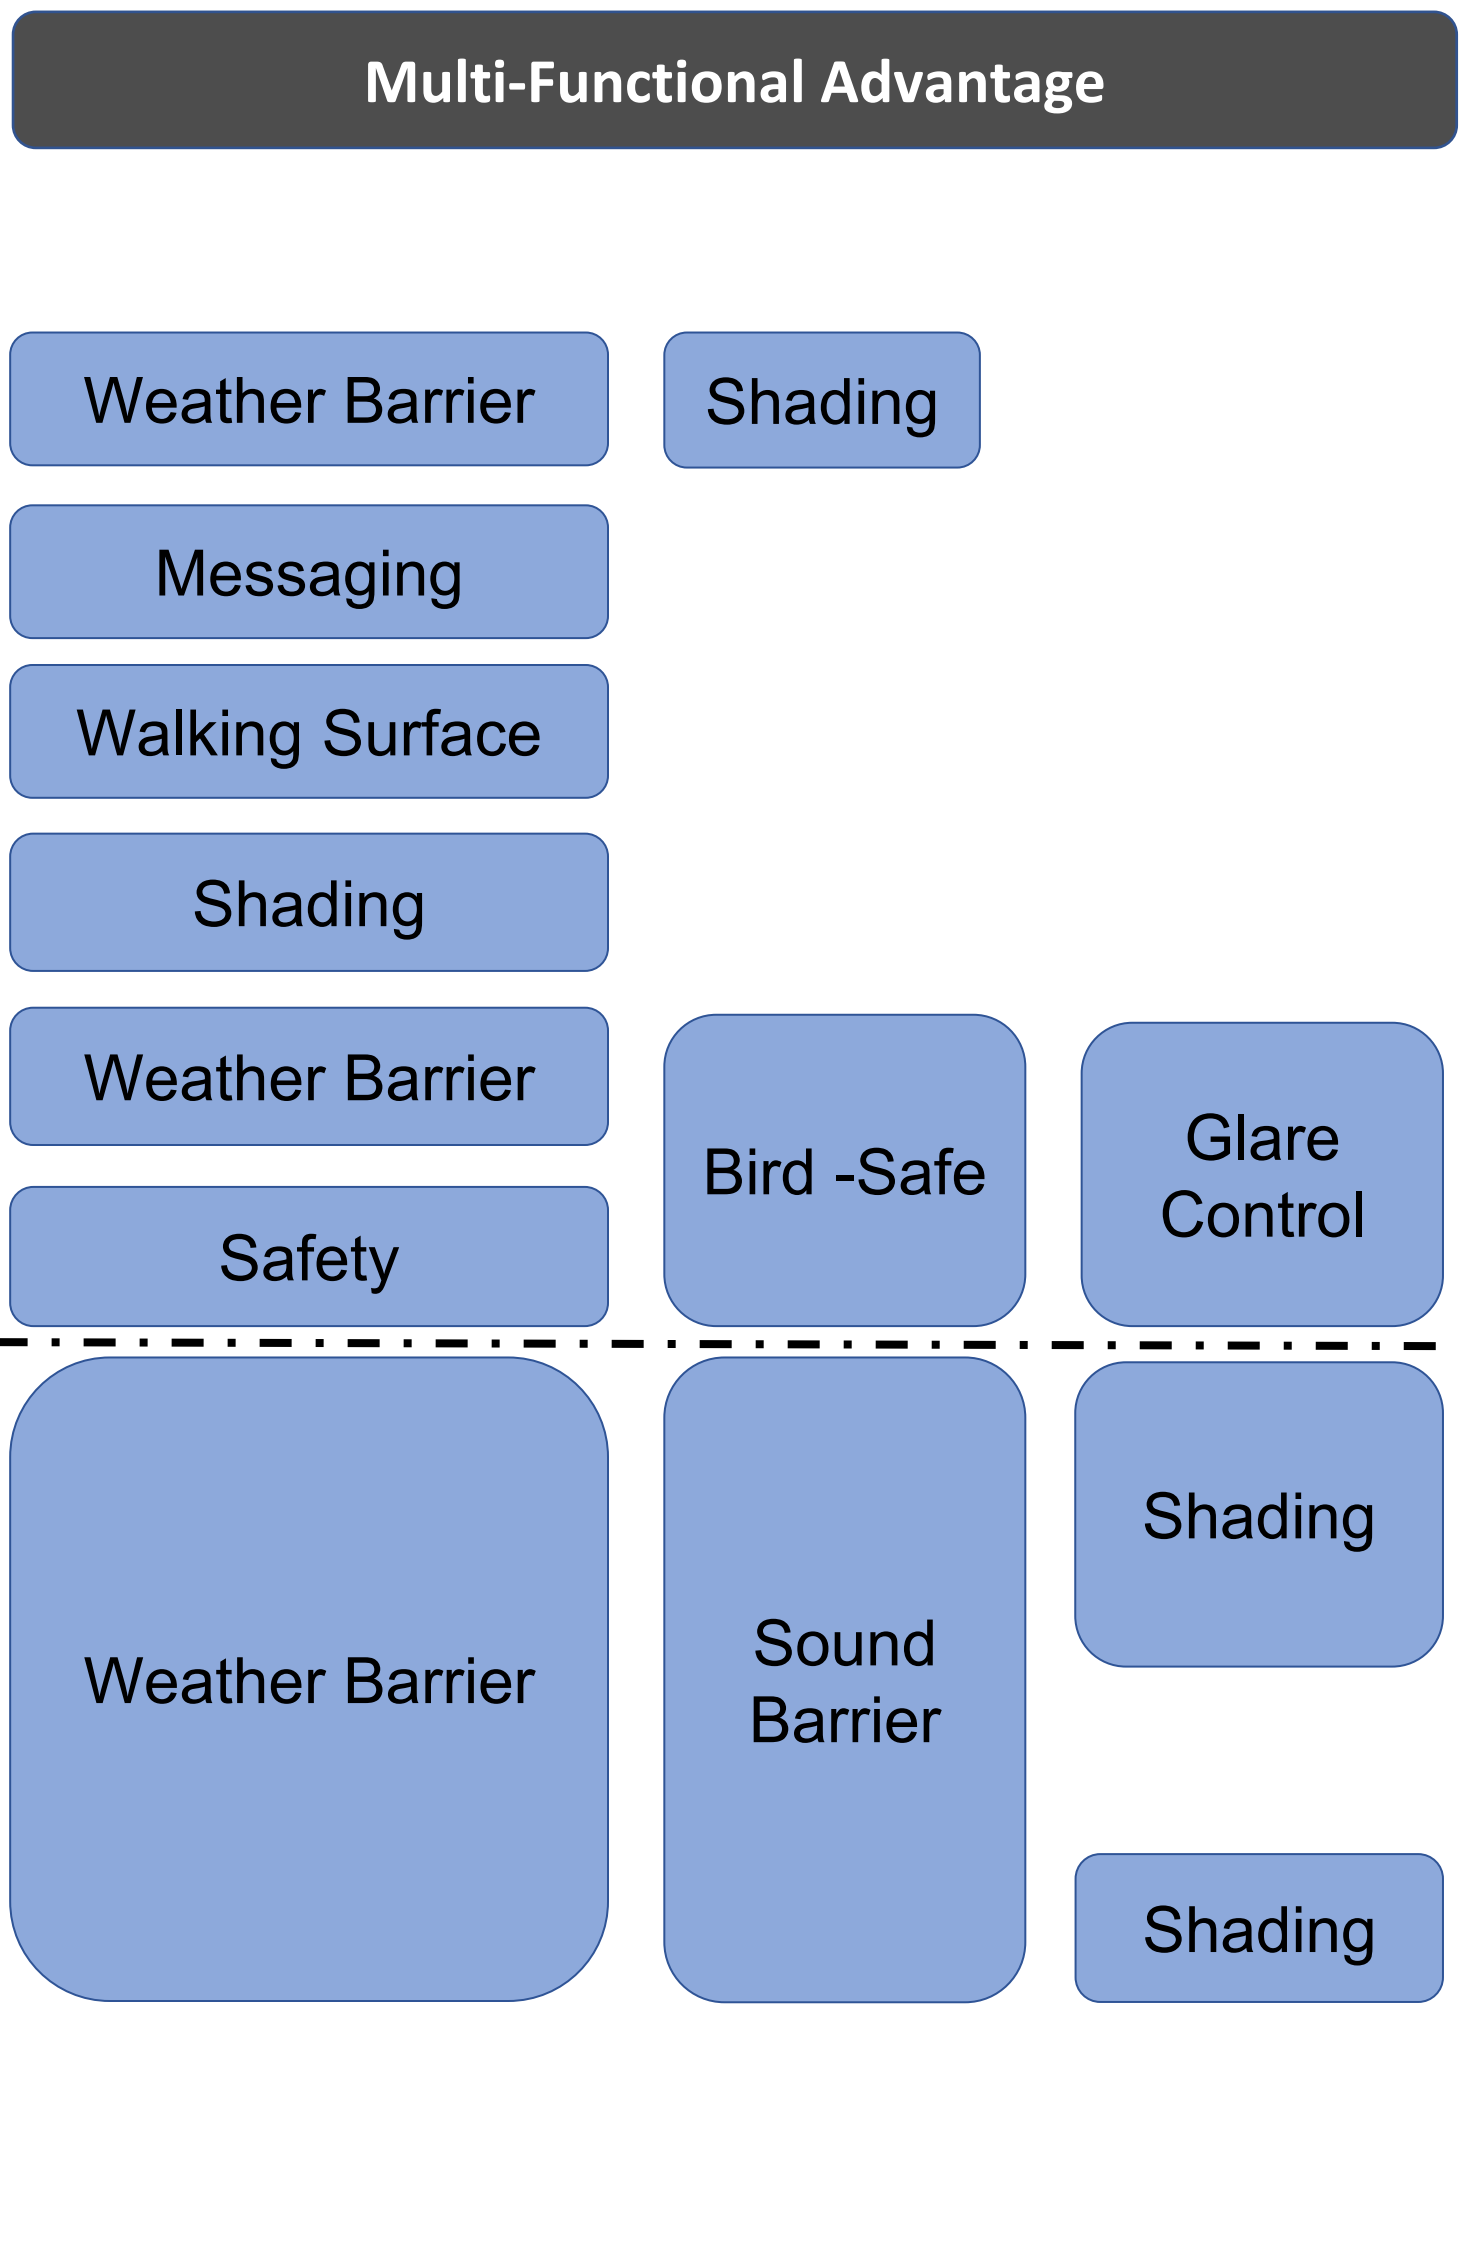 Multi-Functional Advantage
Weather Barrier
Shading
Messaging
Walking Surface
Shading
Weather Barrier
Bird -Safe
Glare
Control
Safety
Weather Barrier
Sound
Barrier
Shading
Shading